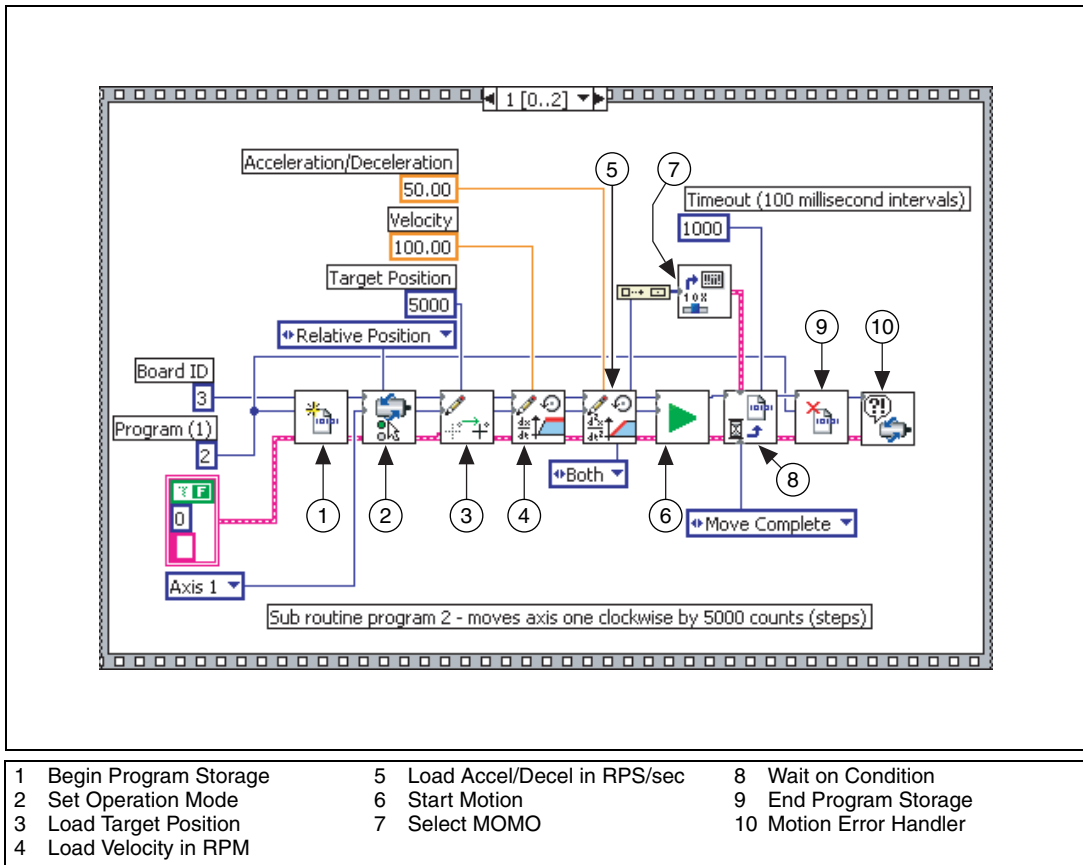 1 [0..2]
Acceleration/Deceleration
50.00
Velocity
100.00
Target Position
5000
Relative Position
5
7
Timeout (100 millisecond intervals)
1000
10X
9
10
Board ID
3
Program (1)
2
F
0
Axis 1
dx
dt
Both
1
2
3
4
6
8
?!
Move Complete
Sub routine program 2 - moves axis one clockwise by 5000 counts (steps)
1 Begin Program Storage
2 Set Operation Mode
3 Load Target Position
4 Load Velocity in RPM
5 Load Accel/Decel in RPS/sec
6 Start Motion
7 Select MOMO
8 Wait on Condition
9 End Program Storage
10 Motion Error Handler